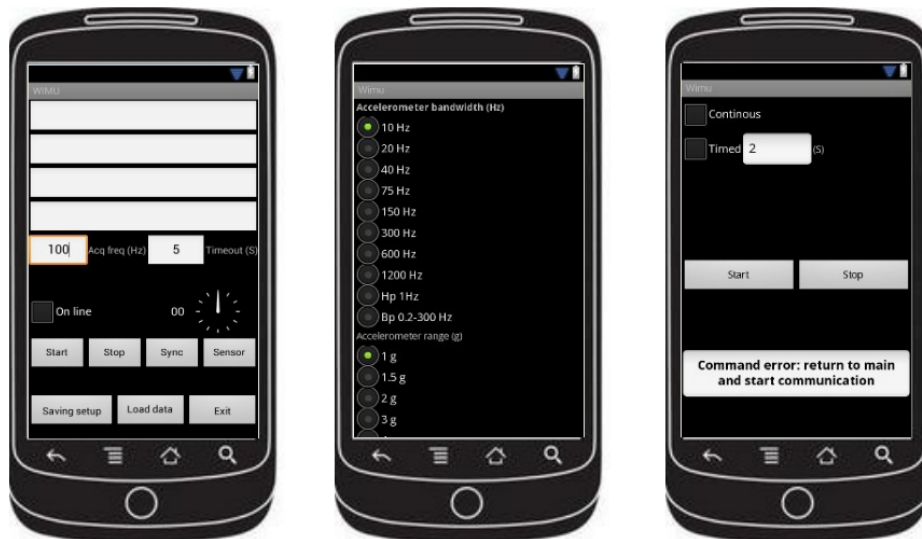 WIMU
100 Acq freq (Hz) 5 Timeout (S)
On line 00
Start Stop Sync Sensor
Saving setup Load data Exit
Wimu
Accelerometer bandwidth (Hz)
10 Hz
20 Hz
40 Hz
75 Hz
150 Hz
300 Hz
600 Hz
1200 Hz
Hp 1Hz
Bp 0.2-300 Hz
Accelerometer range (g)
1 g
1.5 g
2 g
3 g
Wimu
Continous
Timed 2 (S)
Start Stop
Command error: return to main
and start communication